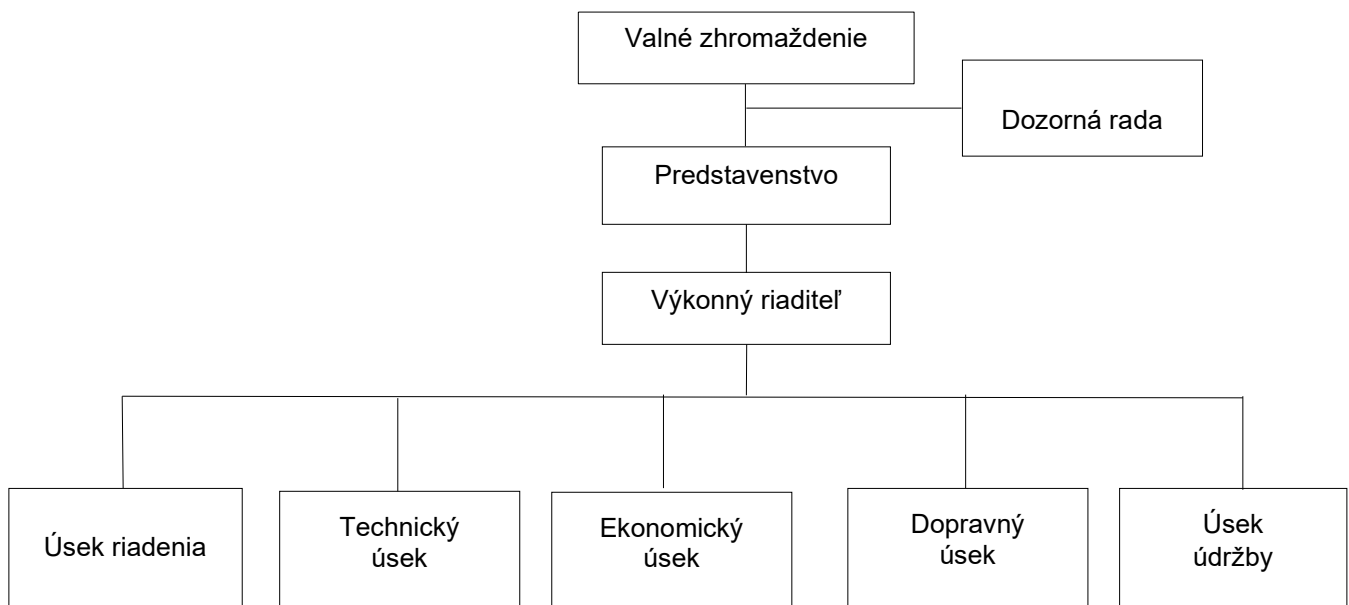 Valné zhromaždenie
Dozorná rada
Predstavenstvo
Výkonný riaditeľ
Úsek riadenia
Technický
úsek
Ekonomický
úsek
Dopravný
úsek
Úsek
údržby